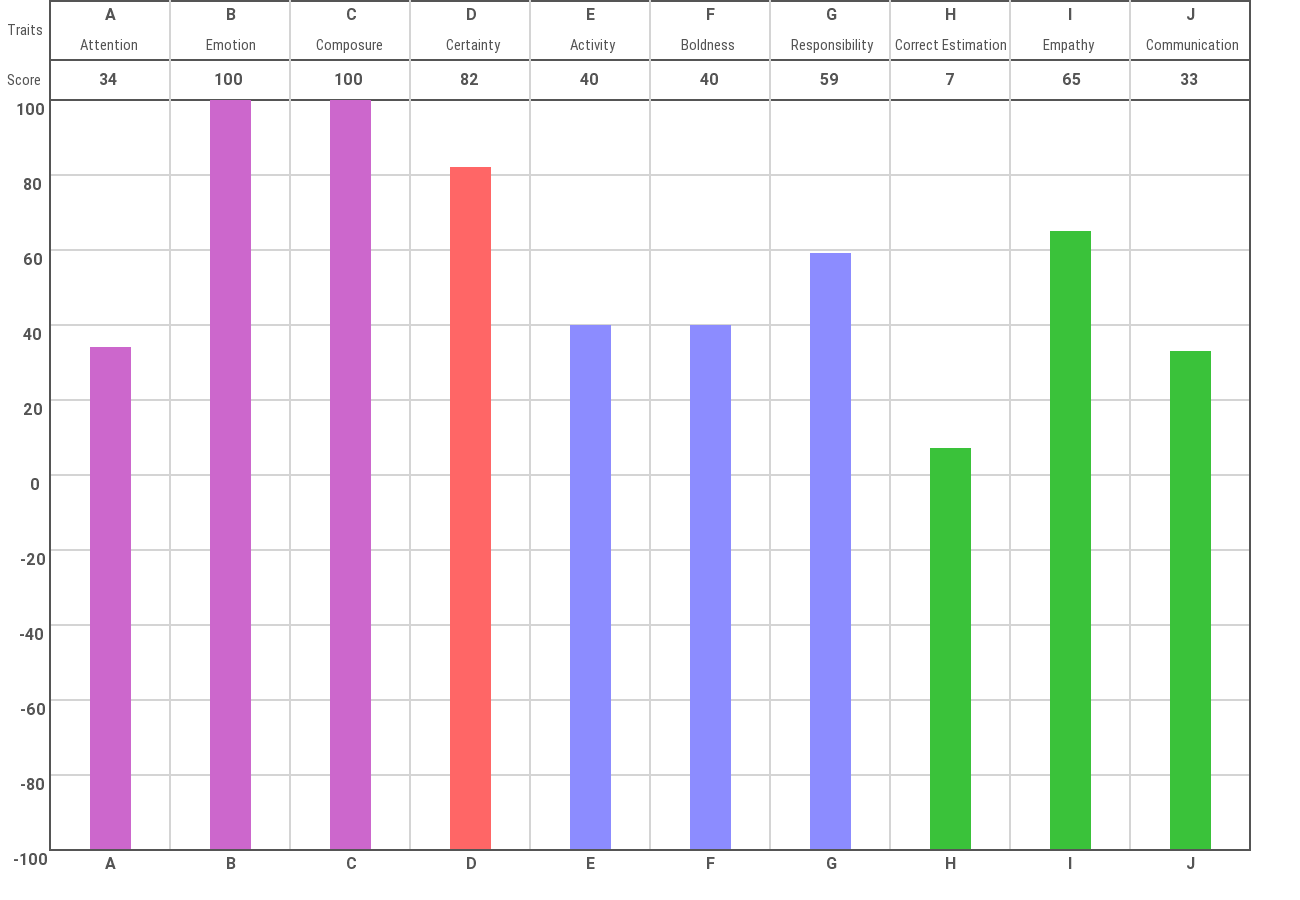 Traits A B C D E F G H I J
Attention Emotion Composure Certainty Activity Boldness Responsibility Correct Estimation Empathy Communication
Score 34 100 100 82 40 40 59 7 65 33
100
80
60
40
20
0
-20
-40
-60
-80
-100
A B C D E F G H I J